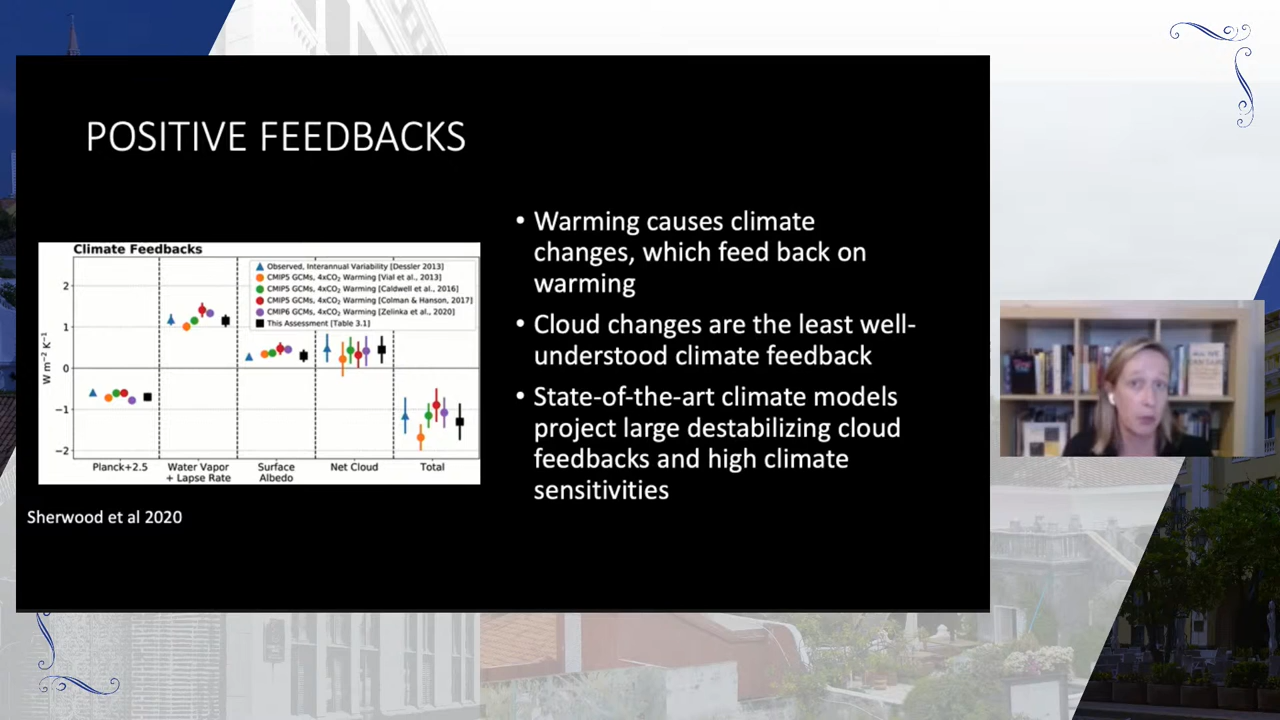 POSITIVE FEEDBACKS
Climate Feedbacks
Observed, Interannual Variability [Dessler 2013]
CMIP5 GCMs, 4xCO₂ Warming [Vial et al., 2013]
CMIP5 GCMs, 4xCO₂ Warming [Caldwell et al., 2016]
CMIP5 GCMs, 4xCO₂ Warming [Colman & Hanson, 2017]
CMIP6 GCMs, 4xCO₂ Warming [Zelinka et al., 2020]
This Assessment [Table 3.1]
W m⁻² K⁻¹
2
1
0
−1
−2
Planck+2.5
Water Vapor
+ Lapse Rate
Surface
Albedo
Net Cloud
Total
Sherwood et al 2020
• Warming causes climate
changes, which feed back on
warming
• Cloud changes are the least well-
understood climate feedback
• State-of-the-art climate models
project large destabilizing cloud
feedbacks and high climate
sensitivities